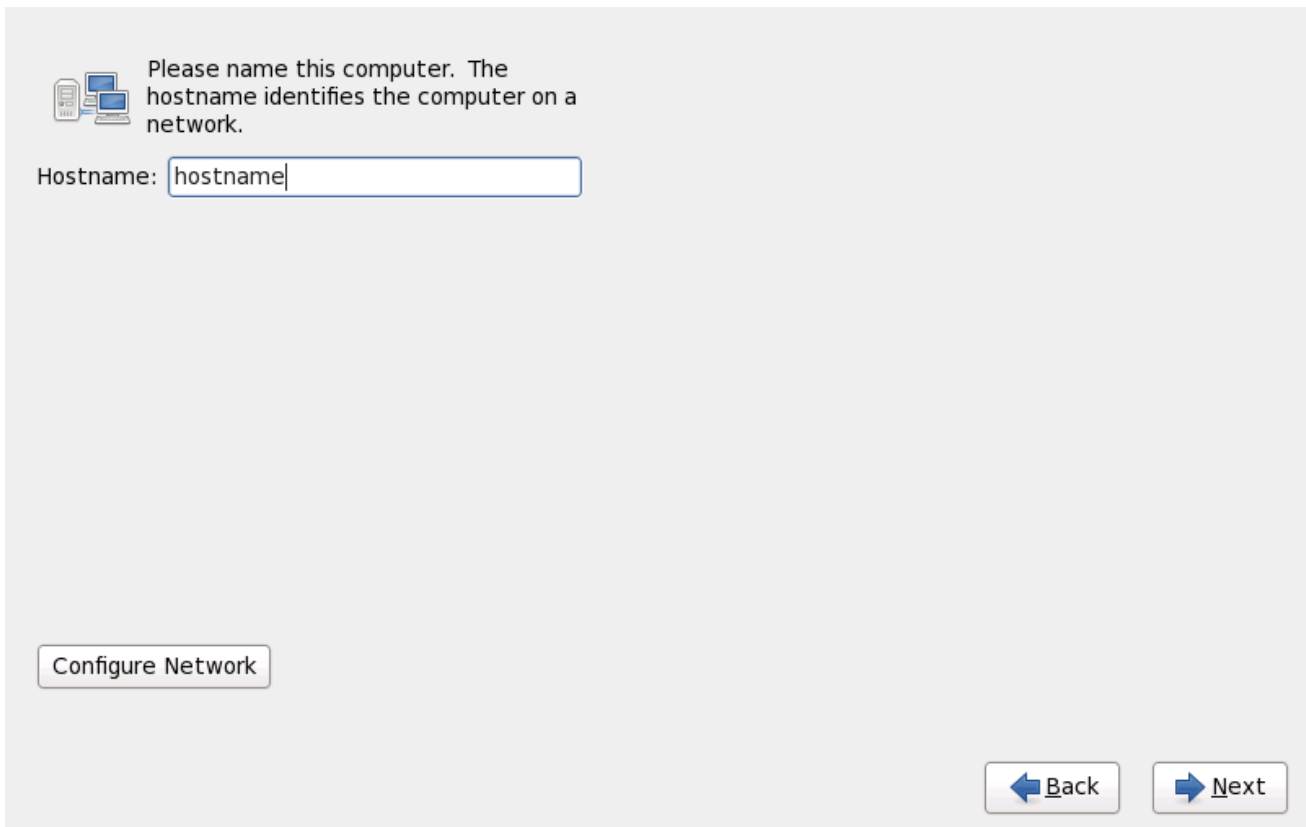 Please name this computer.  The
hostname identifies the computer on a
network.
Hostname: hostname
Configure Network
Back
Next